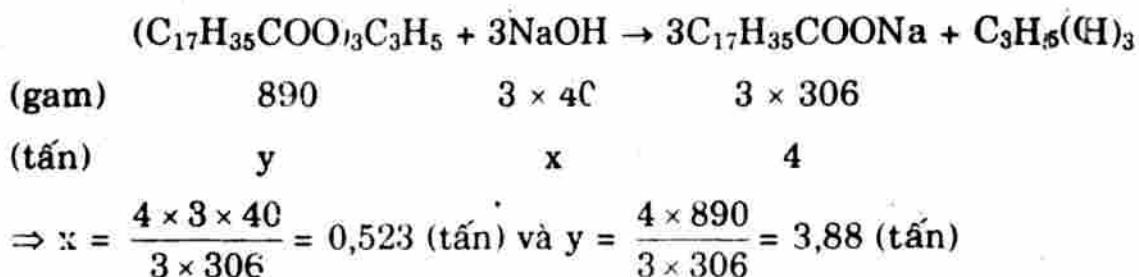 (C₁₇H₃₅COO)₃C₃H₅ + 3NaOH → 3C₁₇H₃₅COONa + C₃H₅(OH)₃
(gam) 890 3 × 40 3 × 306
(tấn) y x 4
⇒ x = (4 × 3 × 40)/(3 × 306) = 0,523 (tấn) và y = (4 × 890)/(3 × 306) = 3,88 (tấn)